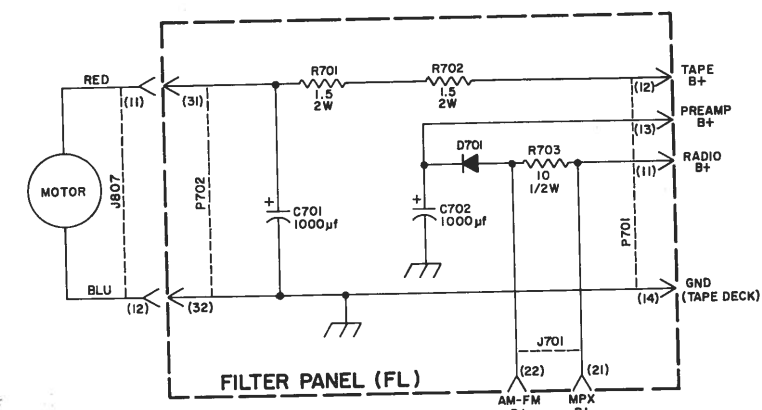 RED
(11)
J807
MOTOR
BLU
(12)
(31)
P702
(32)
R701
1.5
2W
R702
1.5
2W
+
C701
1000µf
D701
R703
10
1/2W
+
C702
1000µf
(12)
TAPE
B+
(13)
PREAMP
B+
(11)
RADIO
B+
P701
(14)
GND
(TAPE DECK)
J701
(22)
(21)
AM-FM
MPX
FILTER PANEL (FL)